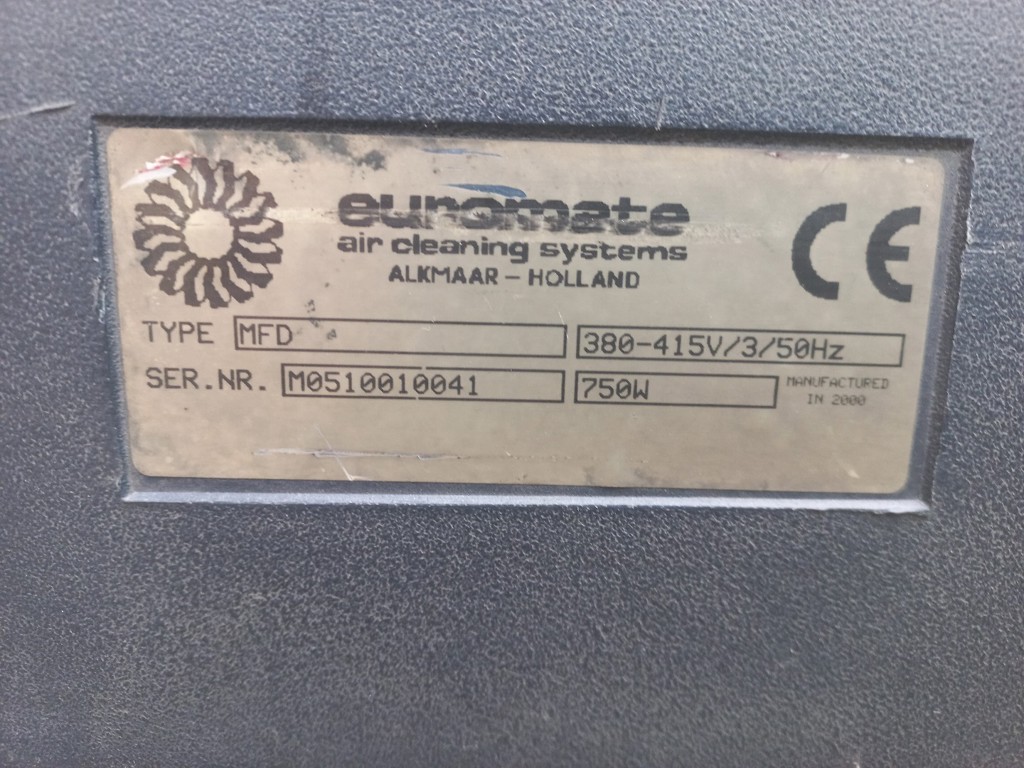 euromate
air cleaning systems
ALKMAAR – HOLLAND
CE
TYPE MFD 380-415V/3/50Hz
SER.NR. M0510010041 750W MANUFACTURED
IN 2000